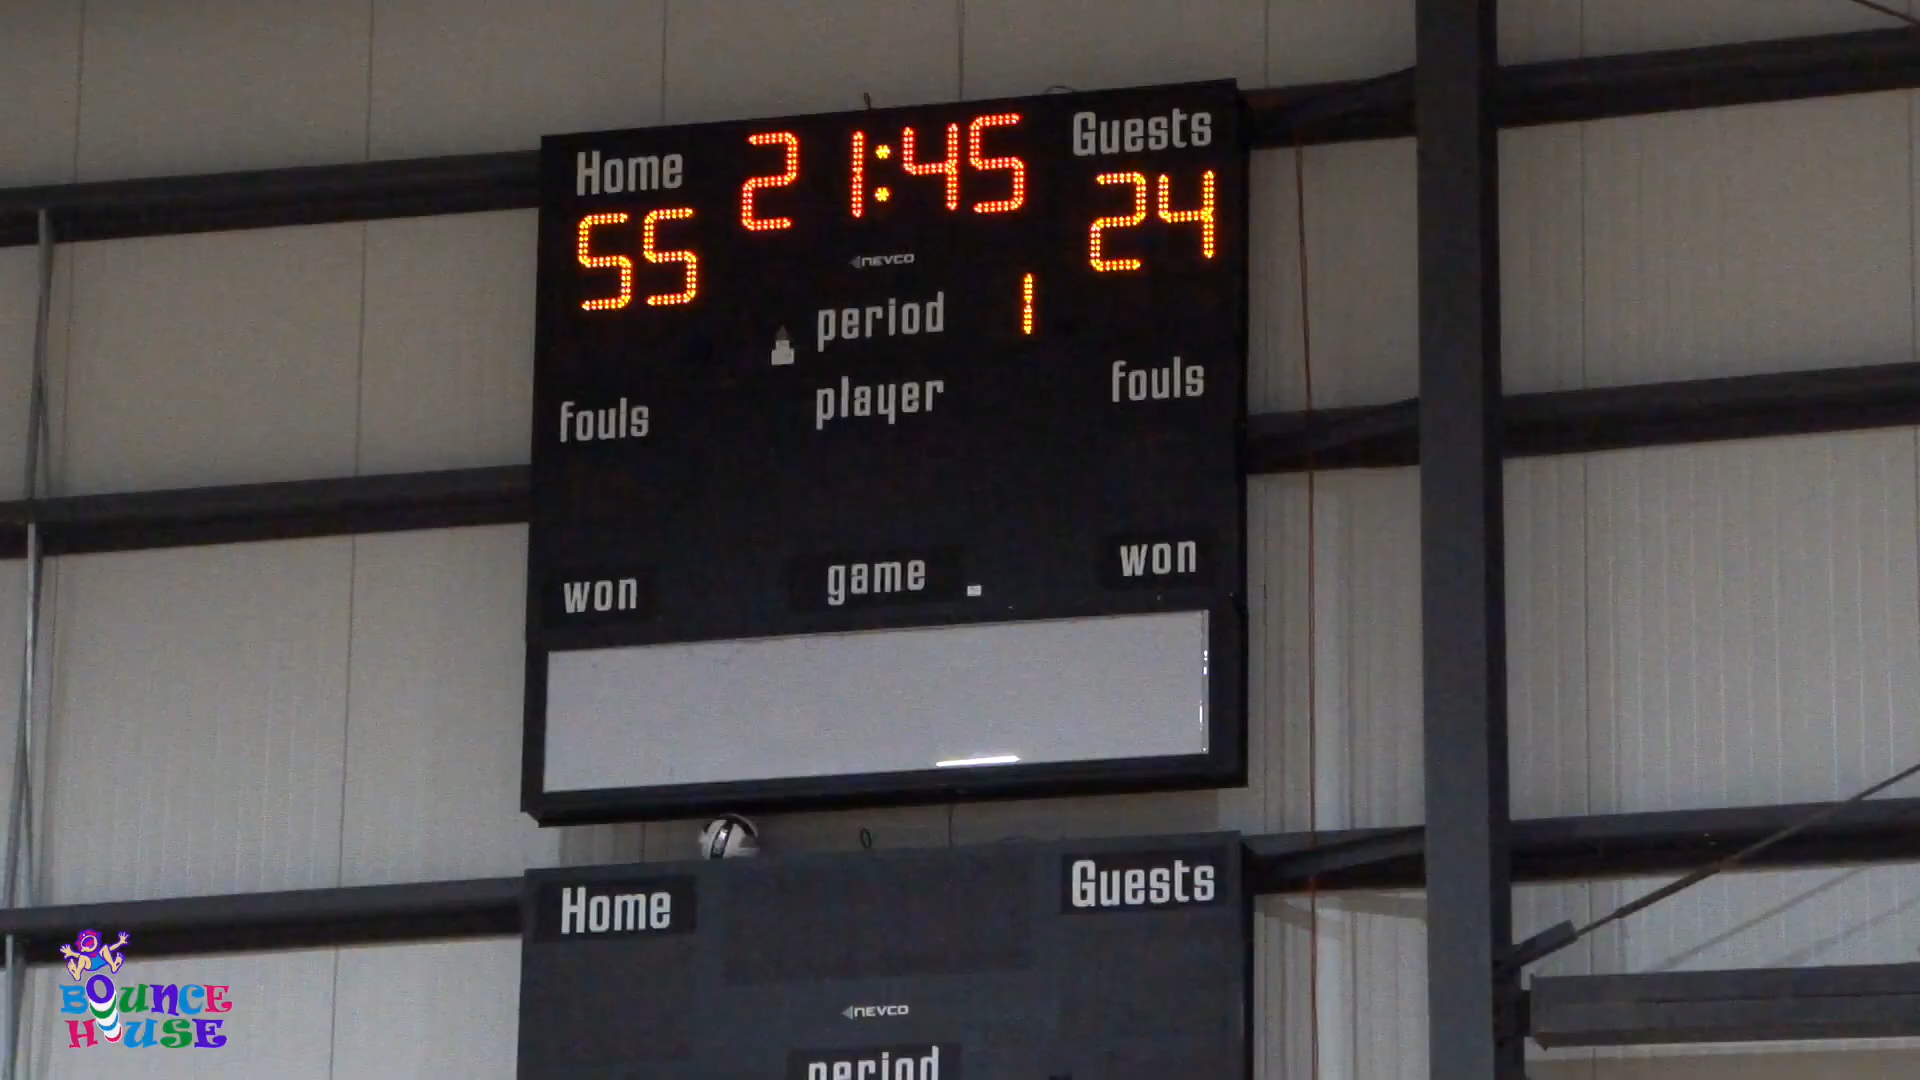 Home 21:45 Guests
55 24
NEVCO
period 1
fouls player fouls
won game won
Home Guests
NEVCO
period
BOUNCE
HOUSE